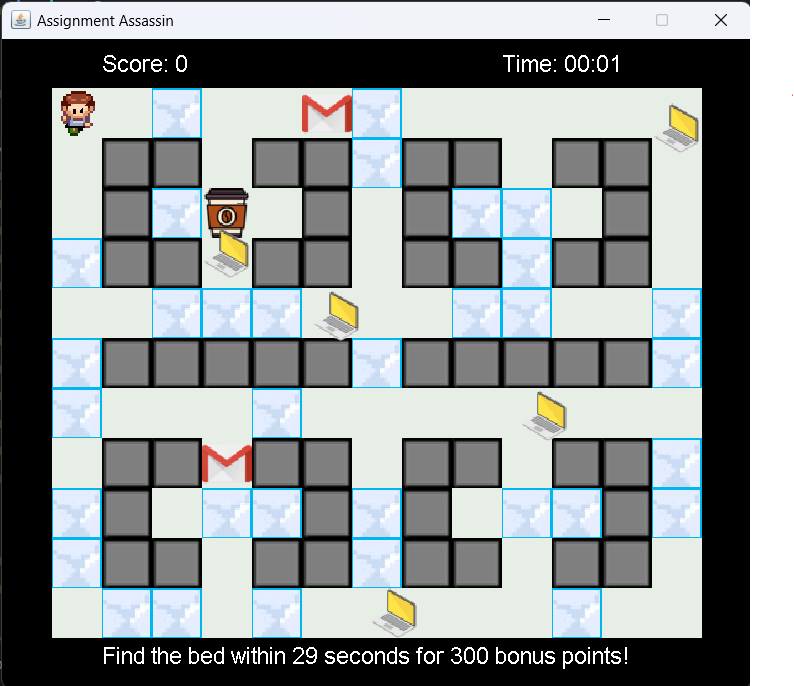 Assignment Assassin
Score: 0 Time: 00:01
Find the bed within 29 seconds for 300 bonus points!